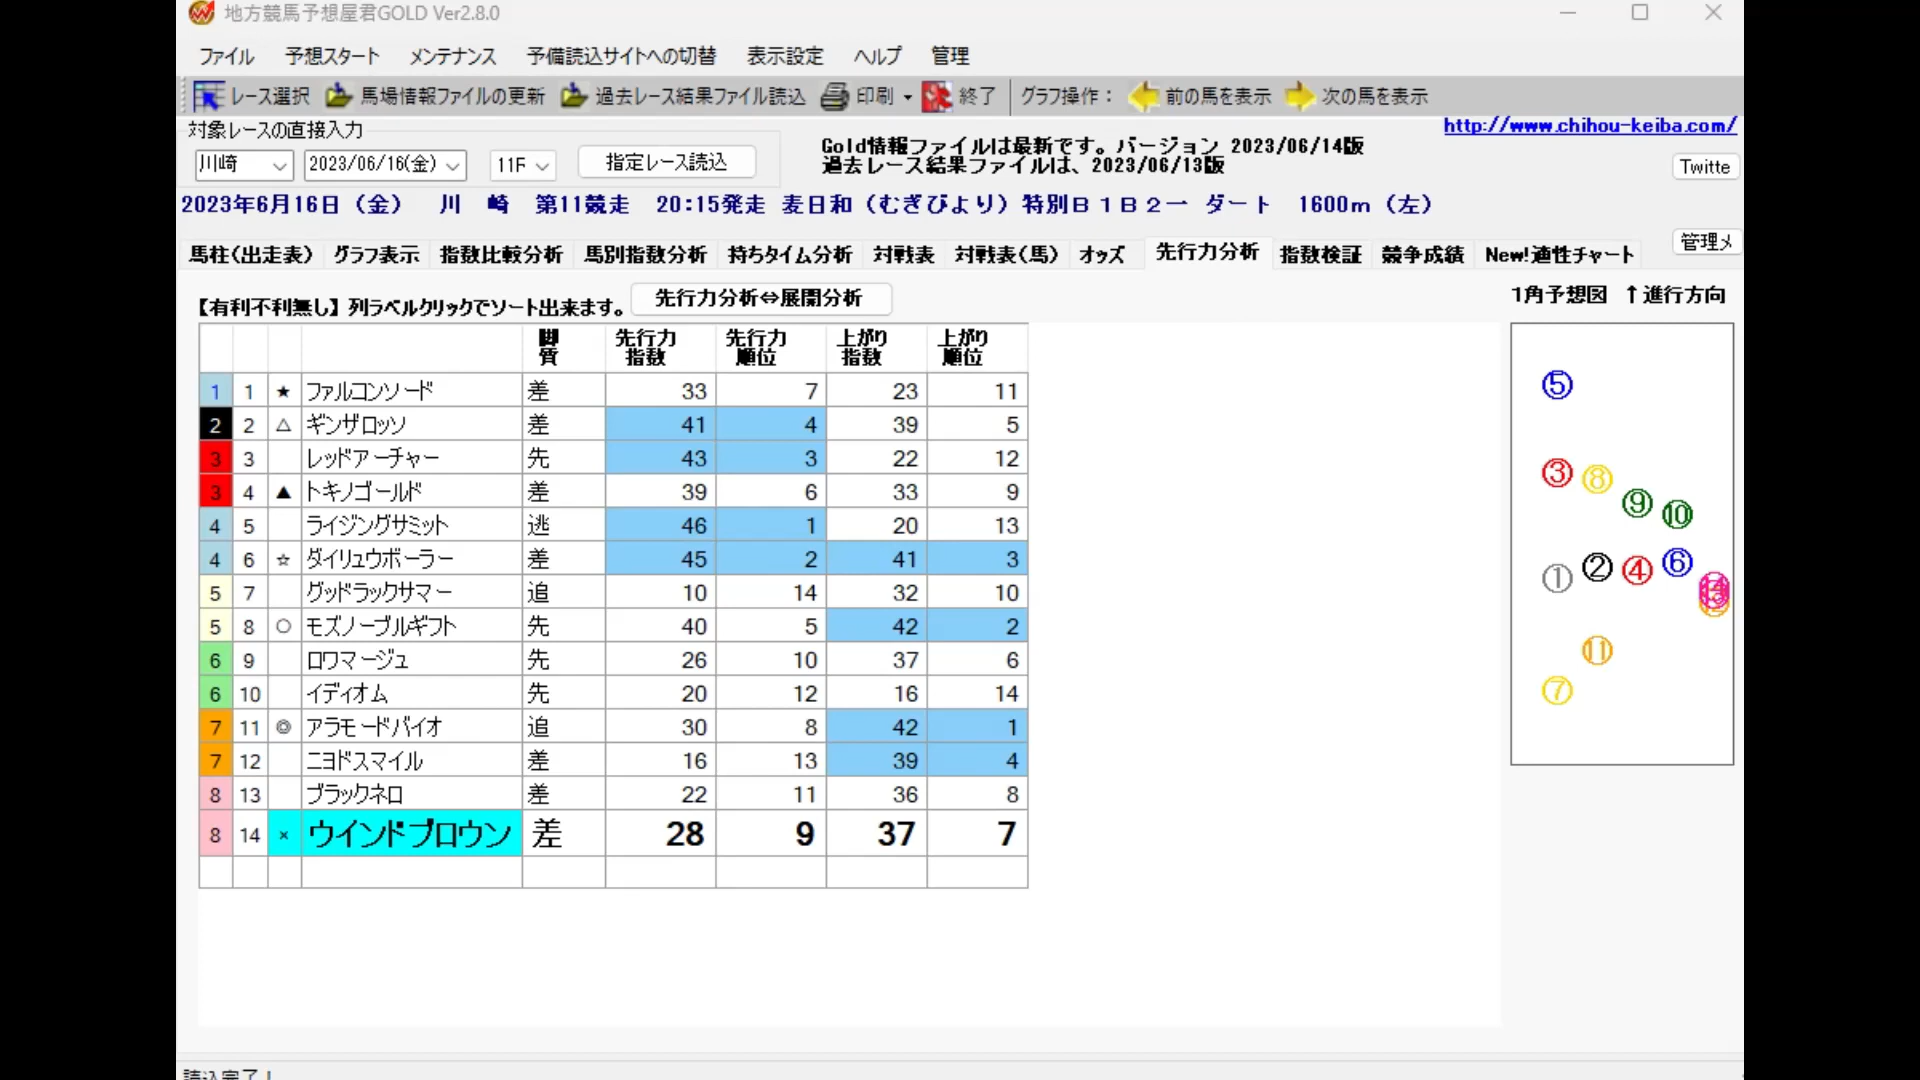 地方競馬予想屋君GOLD Ver2.8.0
ファイル 予想スタート メンテナンス 予備読込サイトへの切替 表示設定 ヘルプ 管理
レース選択 馬場情報ファイルの更新 過去レース結果ファイル読込 印刷 終了 グラフ操作： 前の馬を表示 次の馬を表示
対象レースの直接入力
http://www.chihou-keiba.com/
川崎 2023/06/16(金) 11F 指定レース読込
Gold情報ファイルは最新です。バージョン 2023/06/14版
過去レース結果ファイルは、2023/06/13版
Twitte
2023年6月16日（金） 川 崎 第11競走 20:15発走 麦日和（むぎびより）特別Ｂ１Ｂ２一 ダート 1600m（左）
管理メ
馬柱(出走表) グラフ表示 指数比較分析 馬別指数分析 持ちタイム分析 対戦表 対戦表(馬) オッズ 先行力分析 指数検証 競争成績 New!適性チャート
【有利不利無し】列ラベルクリックでソート出来ます。 先行力分析⇔展開分析
1角予想図 ↑進行方向
脚質 先行力指数 先行力順位 上がり指数 上がり順位
1 1 ★ ファルコンソード 差 33 7 23 11
2 2 △ ギンザロッソ 差 41 4 39 5
3 3 レッドアーチャー 先 43 3 22 12
3 4 ▲ トキノゴールド 差 39 6 33 9
4 5 ライジングサミット 逃 46 1 20 13
4 6 ☆ ダイリュウボーラー 差 45 2 41 3
5 7 グッドラックサマー 追 10 14 32 10
5 8 ○ モズノーブルギフト 先 40 5 42 2
6 9 ロワマージュ 先 26 10 37 6
6 10 イディオム 先 20 12 16 14
7 11 ◎ アラモードバイオ 追 30 8 42 1
7 12 ニヨドスマイル 差 16 13 39 4
8 13 ブラックネロ 差 22 11 36 8
8 14 × ウインドブロウン 差 28 9 37 7
⑤
③ ⑧
⑨ ⑩
① ② ④ ⑥
⑪
⑦
読込完了！